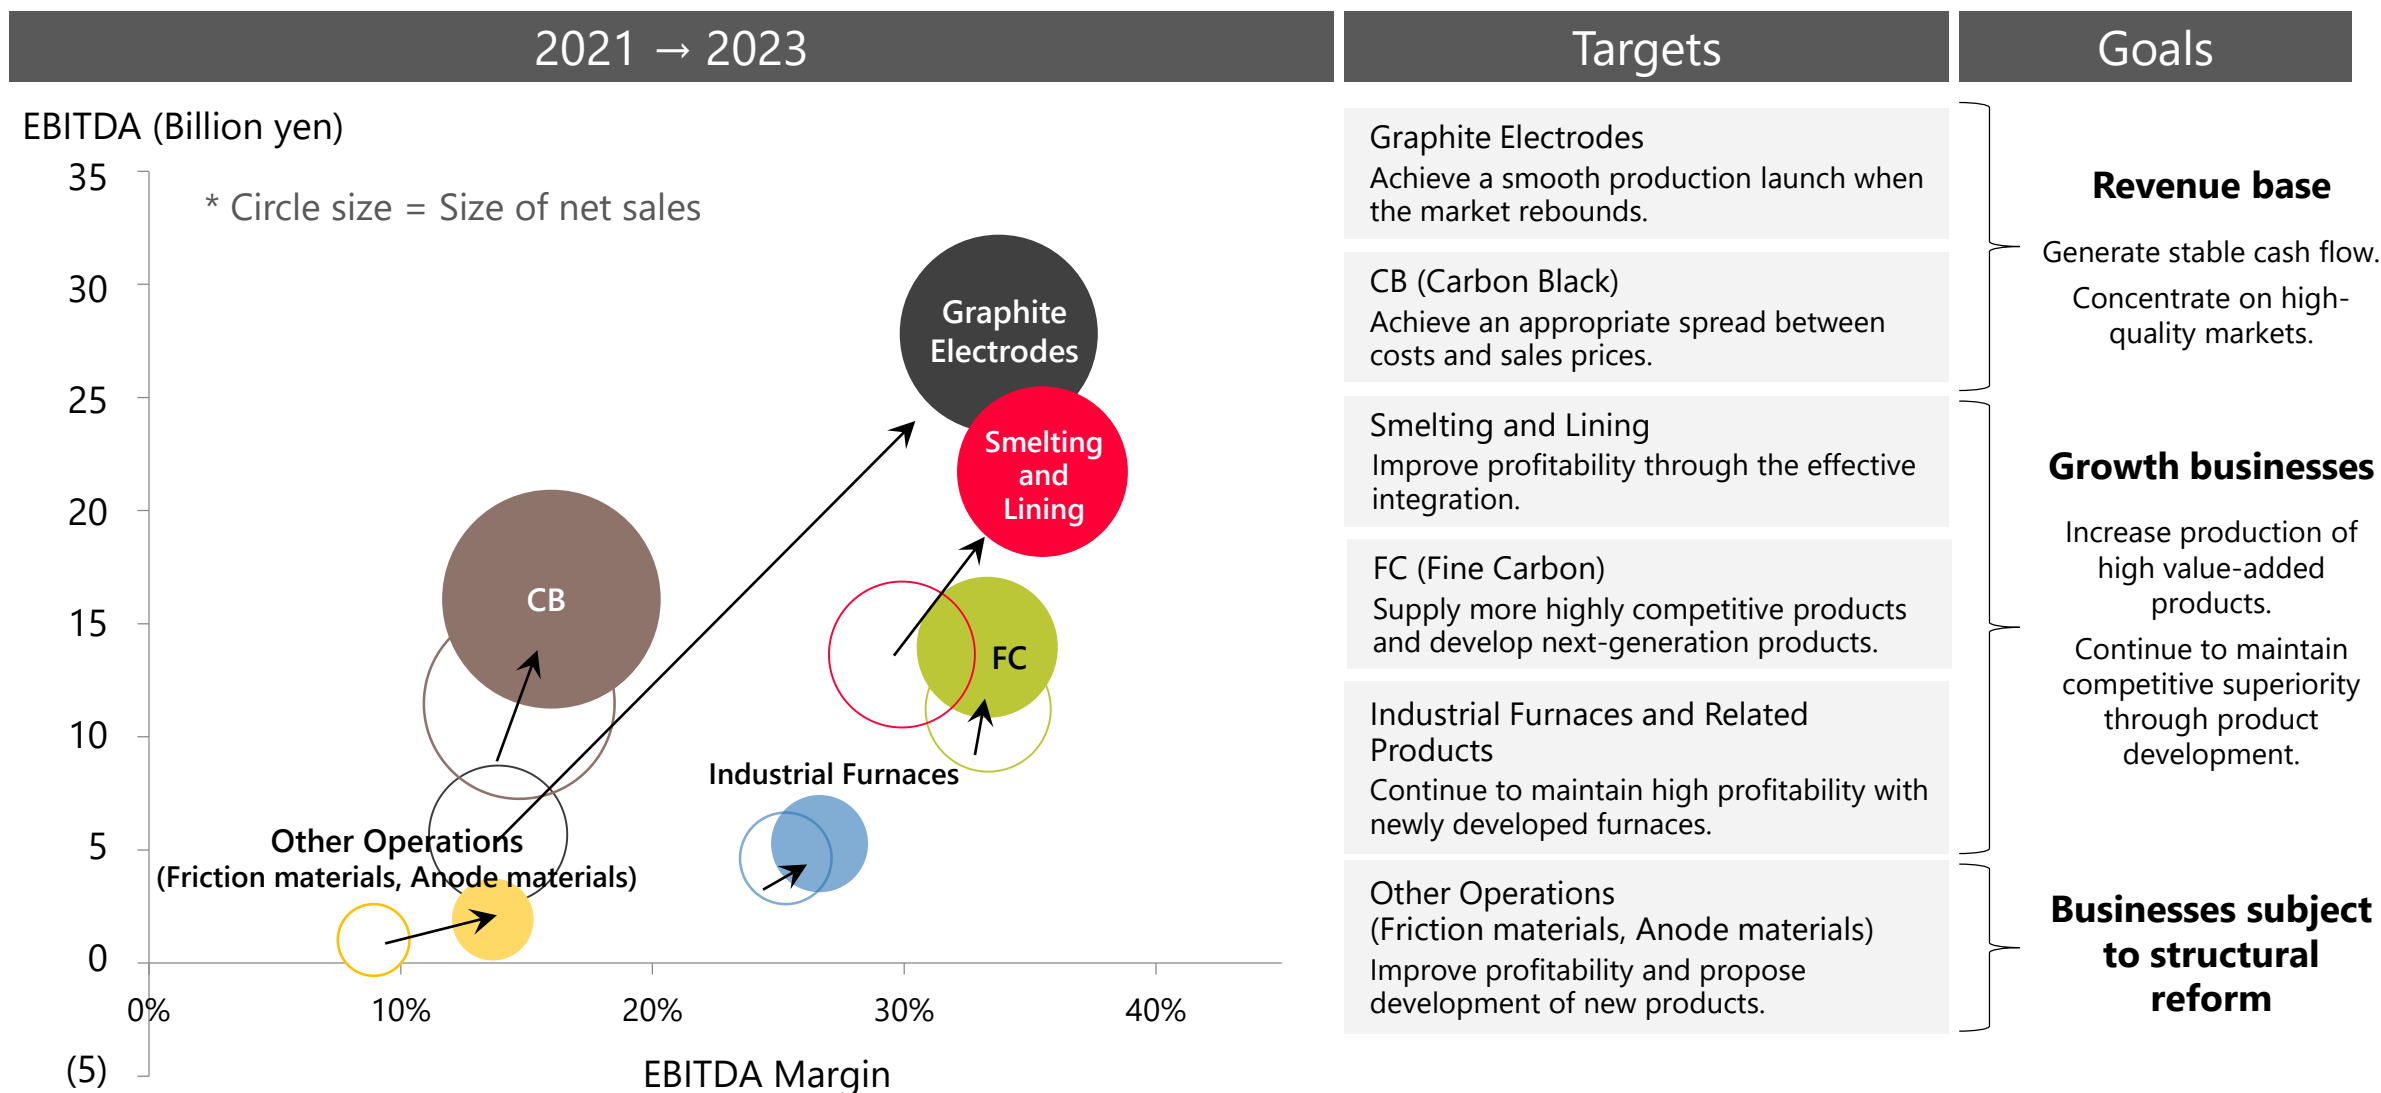 2021 → 2023
Targets
Goals
EBITDA (Billion yen)
* Circle size = Size of net sales
35
30
25
20
15
10
5
0
(5)
0%
10%
20%
30%
40%
EBITDA Margin
Graphite
Electrodes
Smelting
and
Lining
CB
FC
Industrial Furnaces
Other Operations
(Friction materials, Anode materials)
Graphite Electrodes
Achieve a smooth production launch when
the market rebounds.
CB (Carbon Black)
Achieve an appropriate spread between
costs and sales prices.
Smelting and Lining
Improve profitability through the effective
integration.
FC (Fine Carbon)
Supply more highly competitive products
and develop next-generation products.
Industrial Furnaces and Related
Products
Continue to maintain high profitability with
newly developed furnaces.
Other Operations
(Friction materials, Anode materials)
Improve profitability and propose
development of new products.
Revenue base
Generate stable cash flow.
Concentrate on high-
quality markets.
Growth businesses
Increase production of
high value-added
products.
Continue to maintain
competitive superiority
through product
development.
Businesses subject
to structural
reform